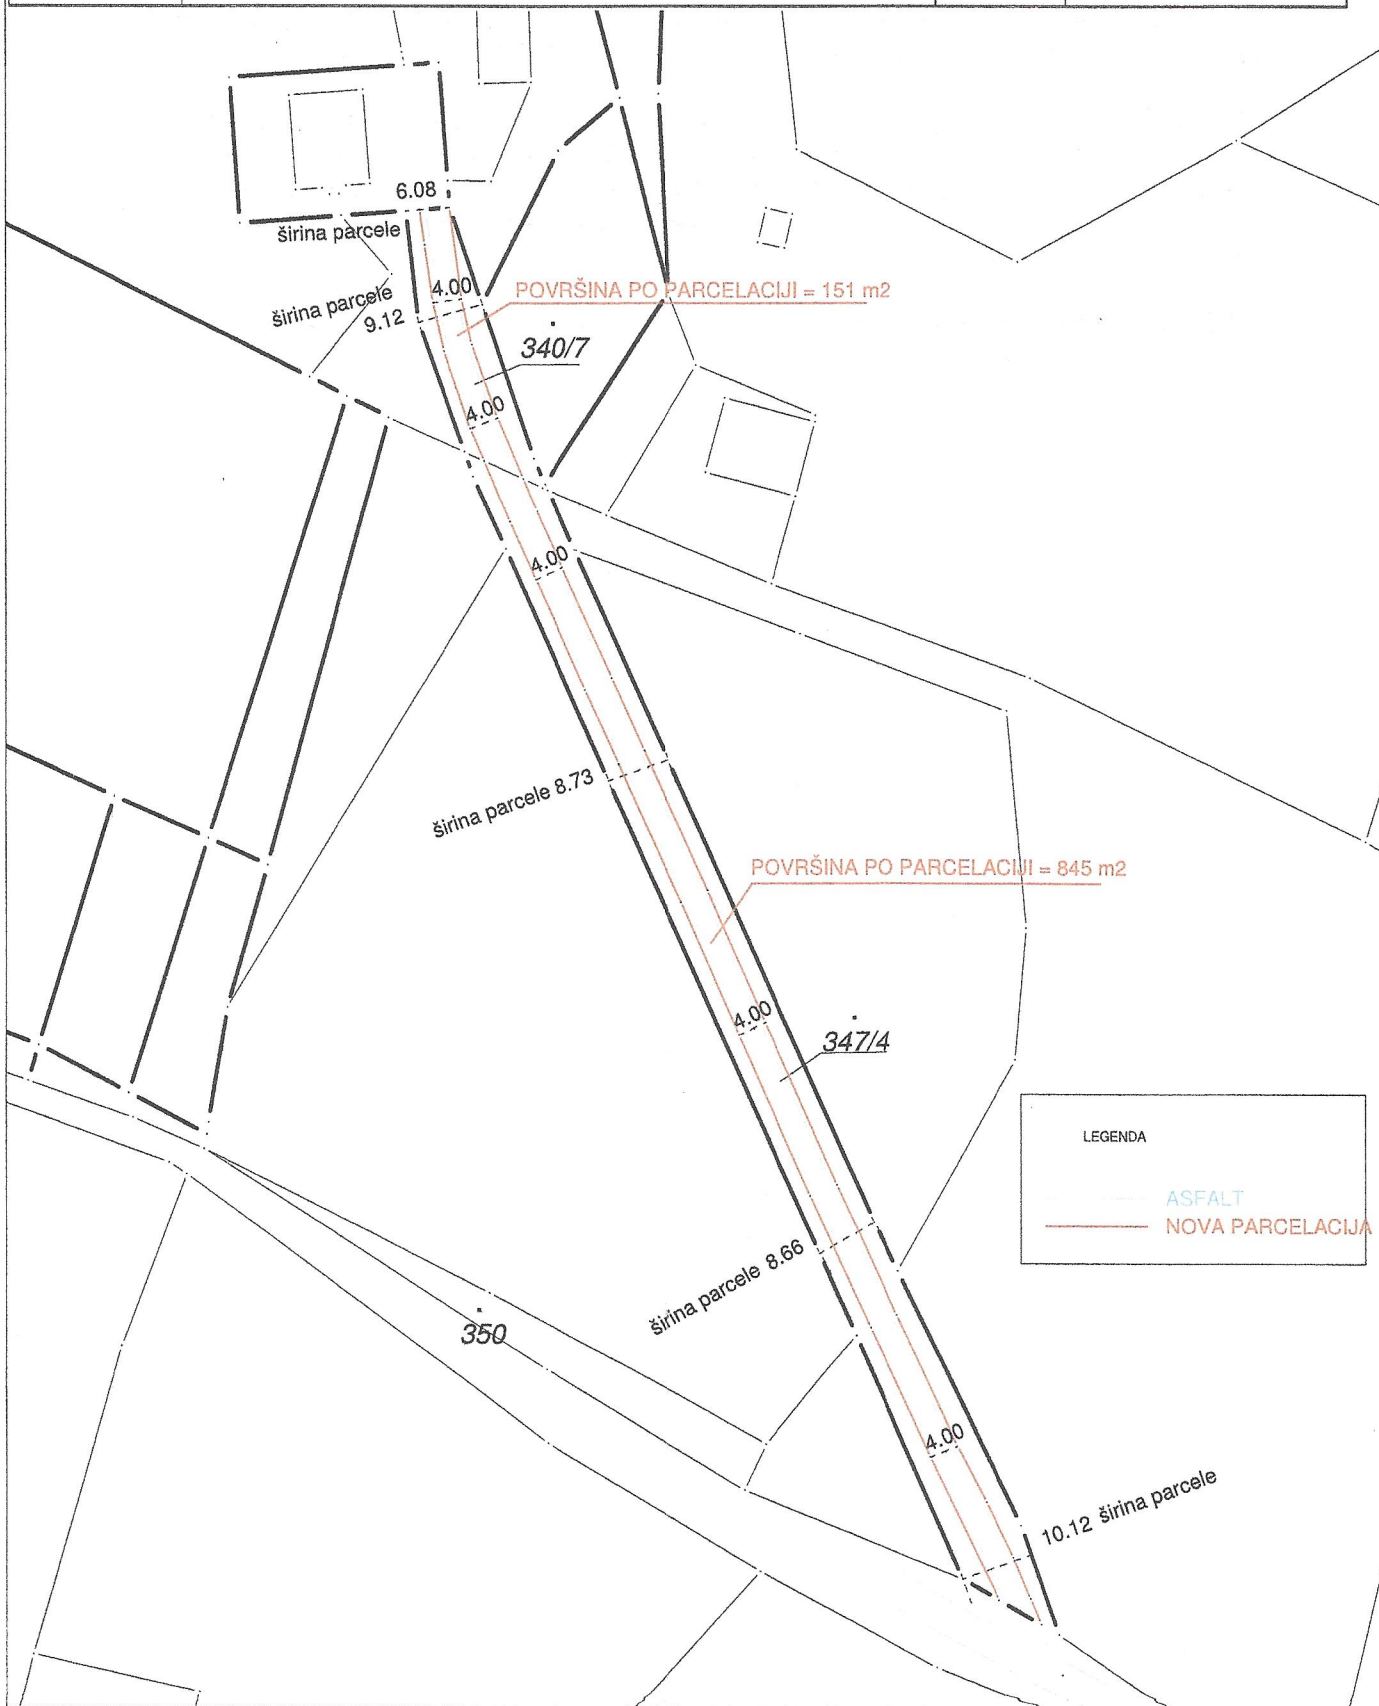 6.08
širina parcele
4.00
POVRŠINA PO PARCELACIJI = 151 m2
širina parcele
9.12
340/7
4.00
4.00
širina parcele 8.73
POVRŠINA PO PARCELACIJI = 845 m2
4.00
347/4
LEGENDA
ASFALT
NOVA PARCELACIJA
širina parcele 8.66
350
4.00
10.12 širina parcele